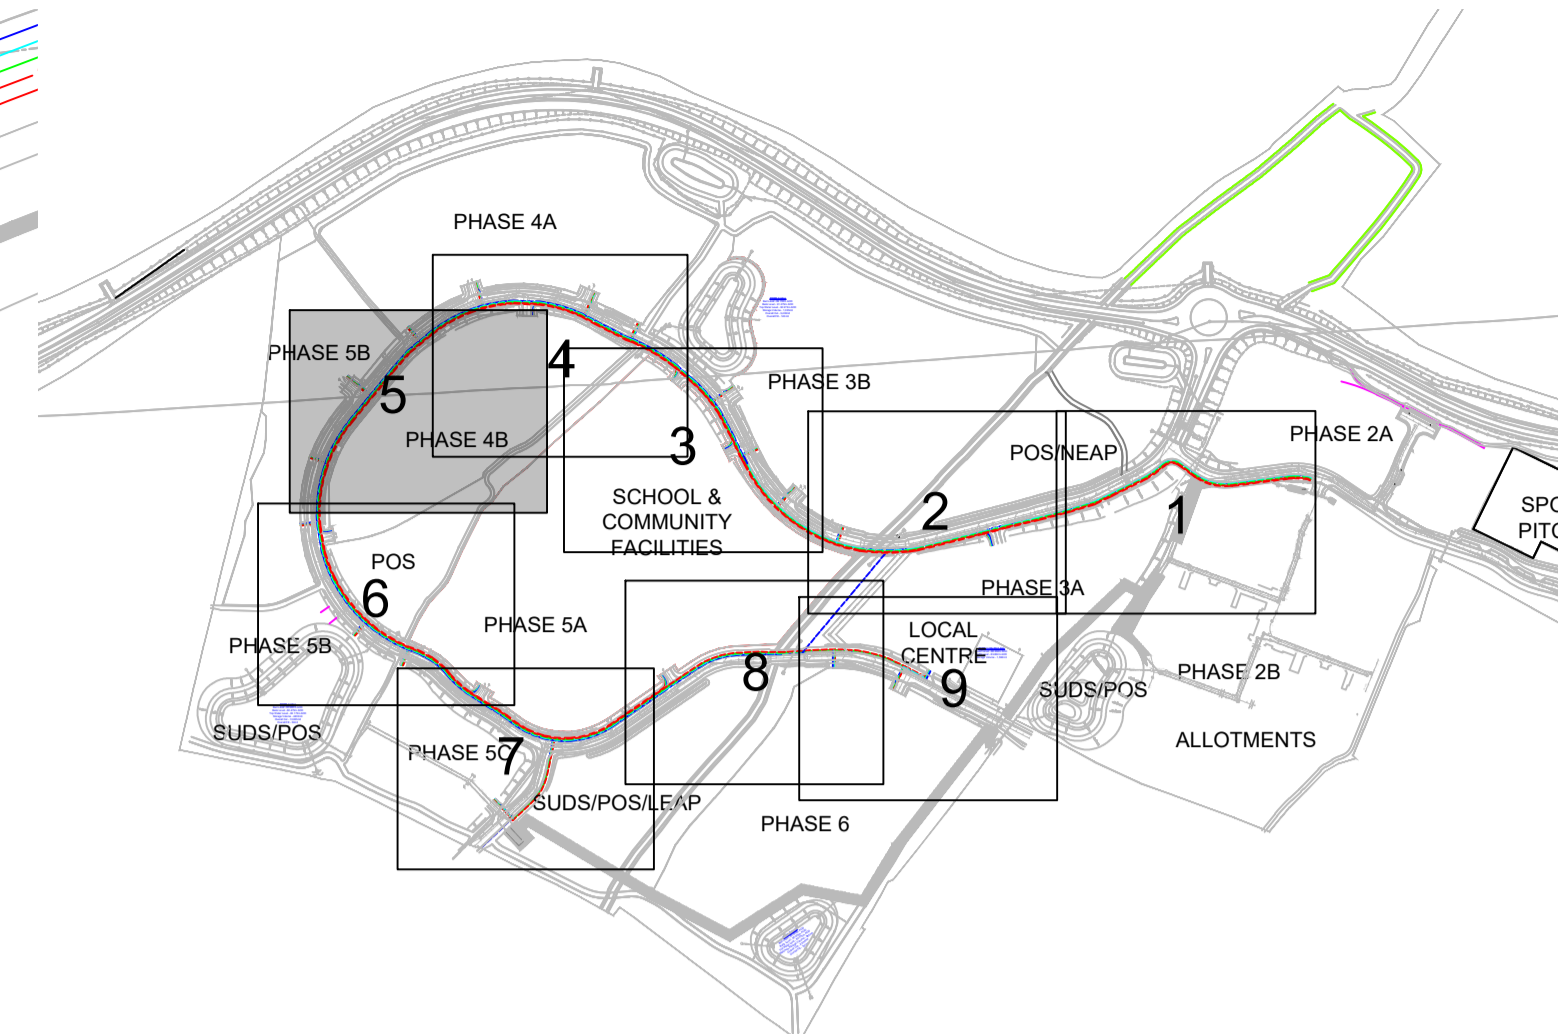 PHASE 4A
PHASE 5B
4
5
PHASE 3B
PHASE 4B
3
PHASE 2A
POS/NEAP
SCHOOL &
COMMUNITY
FACILITIES
2
1
SPO
PITC
POS
6
PHASE 3A
PHASE 5A
LOCAL
CENTRE
PHASE 5B
8
9
PHASE 2B
SUDS/POS
SUDS/POS
ALLOTMENTS
PHASE 5C
7
SUDS/POS/LEAP
PHASE 6